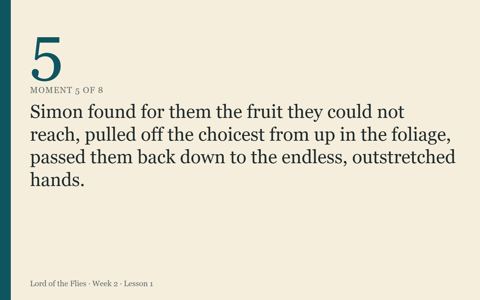 5
MOMENT 5 OF 8
Simon found for them the fruit they could not
reach, pulled off the choicest from up in the foliage,
passed them back down to the endless, outstretched
hands.
Lord of the Flies · Week 2 · Lesson 1